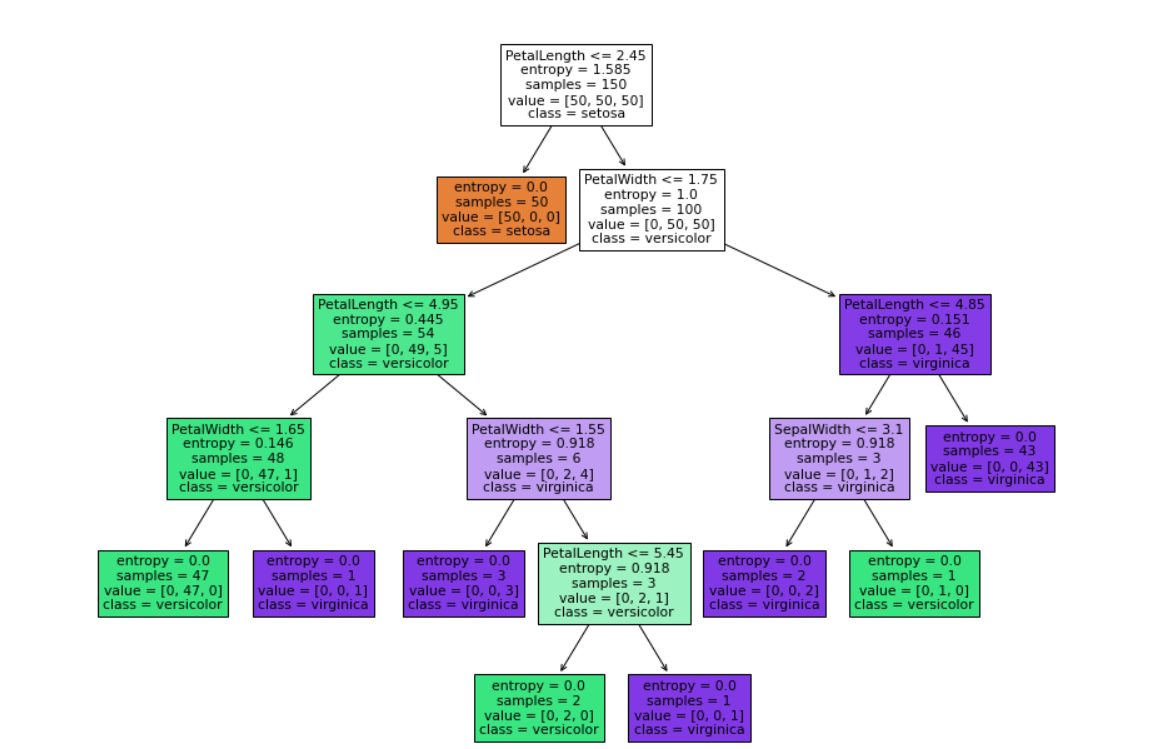 PetalLength <= 2.45
entropy = 1.585
samples = 150
value = [50, 50, 50]
class = setosa
entropy = 0.0
samples = 50
value = [50, 0, 0]
class = setosa
PetalWidth <= 1.75
entropy = 1.0
samples = 100
value = [0, 50, 50]
class = versicolor
PetalLength <= 4.95
entropy = 0.445
samples = 54
value = [0, 49, 5]
class = versicolor
PetalLength <= 4.85
entropy = 0.151
samples = 46
value = [0, 1, 45]
class = virginica
PetalWidth <= 1.65
entropy = 0.146
samples = 48
value = [0, 47, 1]
class = versicolor
PetalWidth <= 1.55
entropy = 0.918
samples = 6
value = [0, 2, 4]
class = virginica
SepalWidth <= 3.1
entropy = 0.918
samples = 3
value = [0, 1, 2]
class = virginica
entropy = 0.0
samples = 43
value = [0, 0, 43]
class = virginica
entropy = 0.0
samples = 47
value = [0, 47, 0]
class = versicolor
entropy = 0.0
samples = 1
value = [0, 0, 1]
class = virginica
entropy = 0.0
samples = 3
value = [0, 0, 3]
class = virginica
PetalLength <= 5.45
entropy = 0.918
samples = 3
value = [0, 2, 1]
class = versicolor
entropy = 0.0
samples = 2
value = [0, 0, 2]
class = virginica
entropy = 0.0
samples = 1
value = [0, 1, 0]
class = versicolor
entropy = 0.0
samples = 2
value = [0, 2, 0]
class = versicolor
entropy = 0.0
samples = 1
value = [0, 0, 1]
class = virginica